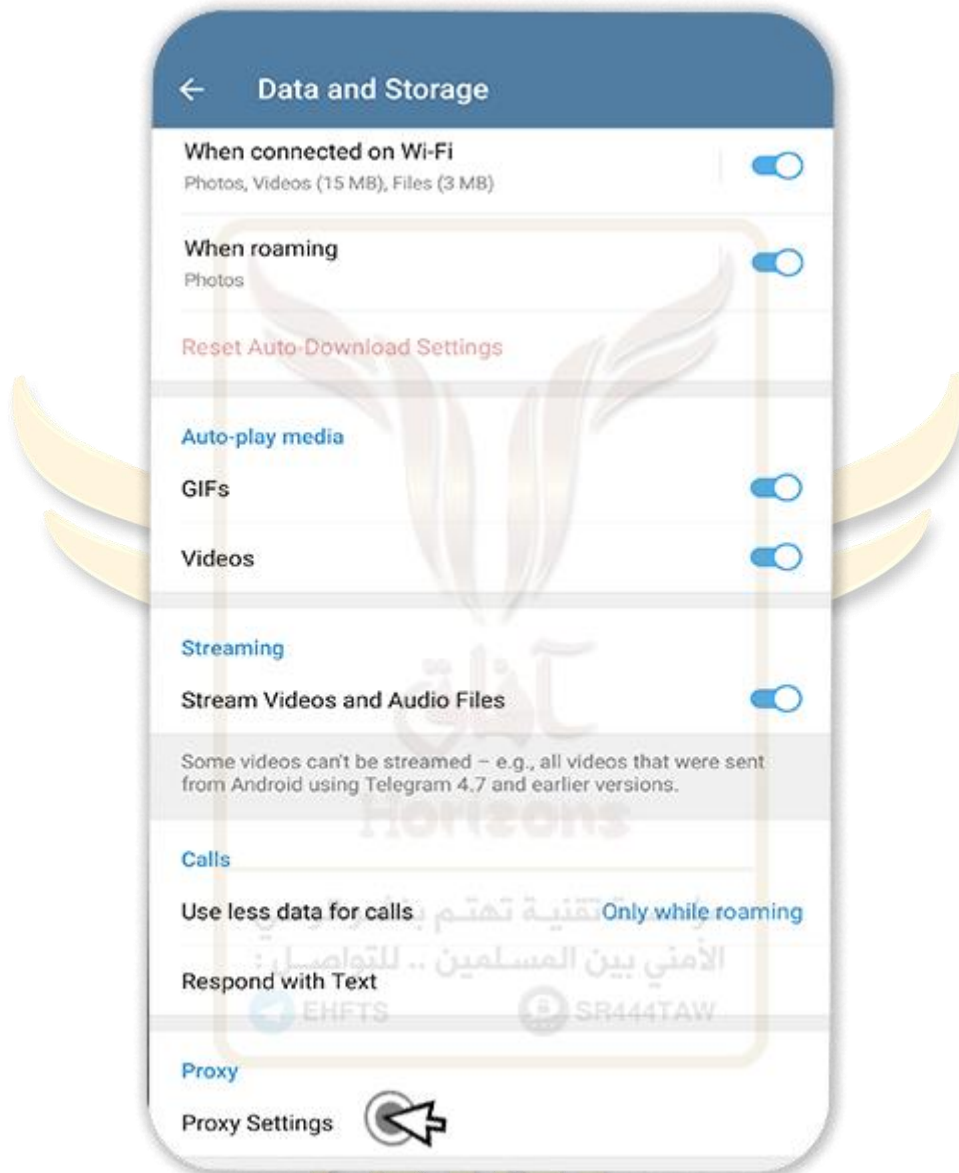 Data and Storage
When connected on Wi-Fi
Photos, Videos (15 MB), Files (3 MB)
When roaming
Photos
Reset Auto-Download Settings
Auto-play media
GIFs
Videos
Streaming
آفاق
Stream Videos and Audio Files
Some videos can't be streamed – e.g., all videos that were sent
from Android using Telegram 4.7 and earlier versions.
Horizons
Calls
Use less data for calls
Only while roaming
تقنية تهتم
الأمني بين المسلمين .. للتواصل :
Respond with Text
EHFTS
SR444TAW
Proxy
Proxy Settings